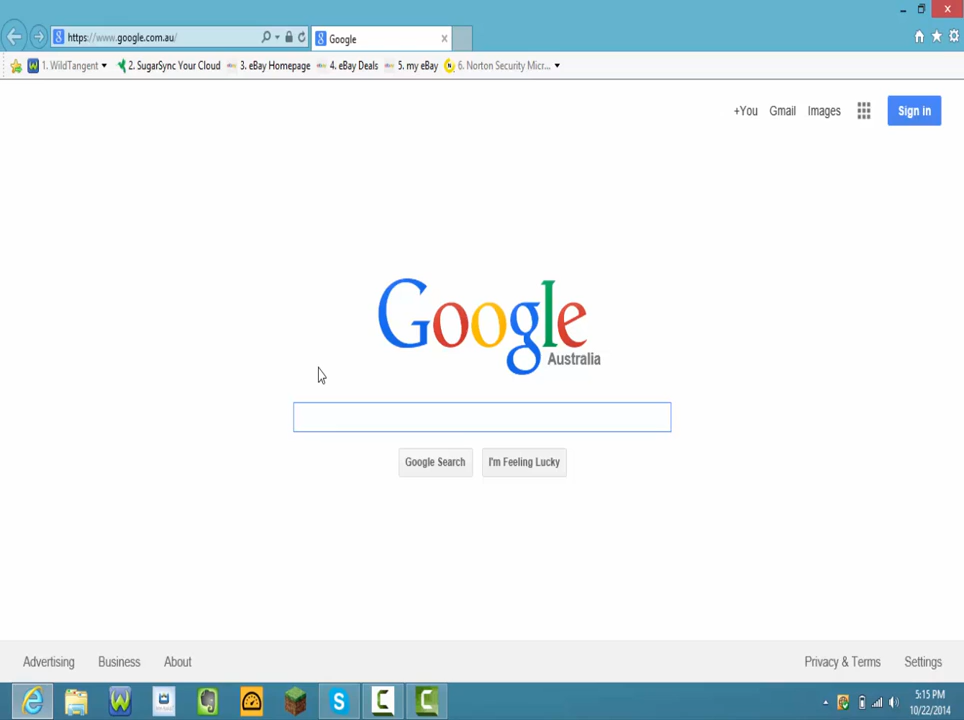 https://www.google.com.au/
Google
1. WildTangent
2. SugarSync Your Cloud
3. eBay Homepage
4. eBay Deals
5. my eBay
6. Norton Security Micr...
+You
Gmail
Images
Sign in
Google
Australia
Google Search
I'm Feeling Lucky
Advertising
Business
About
Privacy & Terms
Settings
5:15 PM
10/22/2014